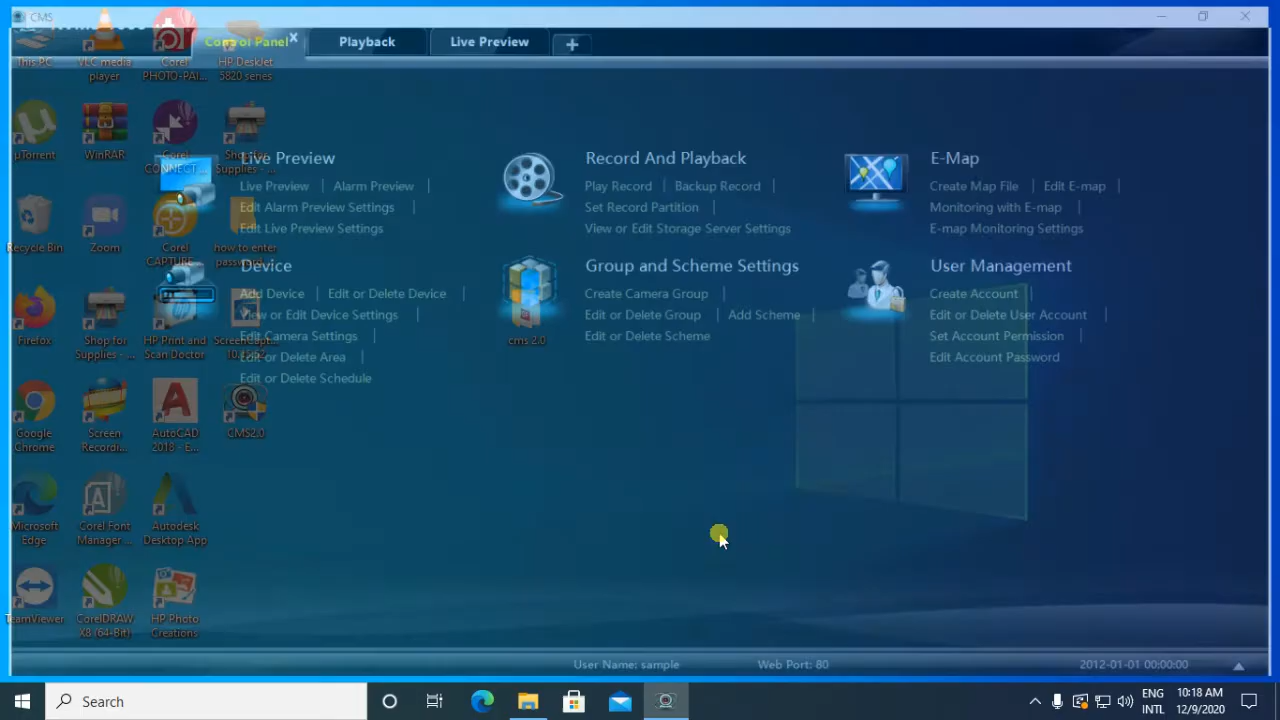 CMS
Control Panel
Playback
Live Preview
This PC
VLC media player
Corel PHOTO-PAI...
HP DeskJet 5820 series
µTorrent
WinRAR
Corel CONNECT ...
Shop for Supplies - ...
Recycle Bin
Zoom
Corel CAPTURE...
how to enter password...
Firefox
Shop for Supplies - ...
HP Print and Scan Doctor
cms 2.0
Google Chrome
Screen Recordi...
AutoCAD 2018 - E...
CMS2.0
Microsoft Edge
Corel Font Manager ...
Autodesk Desktop App
TeamViewer
CorelDRAW X8 (64-Bit)
HP Photo Creations
Live Preview
Live Preview | Alarm Preview |
Edit Alarm Preview Settings |
Edit Live Preview Settings
Record And Playback
Play Record | Backup Record |
Set Record Partition |
View or Edit Storage Server Settings
E-Map
Create Map File | Edit E-map |
Monitoring with E-map |
E-map Monitoring Settings
Device
Add Device | Edit or Delete Device |
View or Edit Device Settings |
Edit Camera Settings |
Edit or Delete Area |
Edit or Delete Schedule
Group and Scheme Settings
Create Camera Group |
Edit or Delete Group | Add Scheme |
Edit or Delete Scheme
User Management
Create Account |
Edit or Delete User Account |
Set Account Permission |
Edit Account Password
User Name: sample
Web Port: 80
2012-01-01 00:00:00
Search
ENG
INTL
10:18 AM
12/9/2020